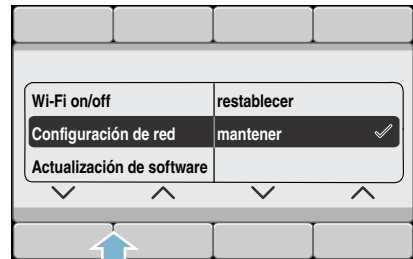 Wi-Fi on/off restablecer
Configuración de red mantener
Actualización de software